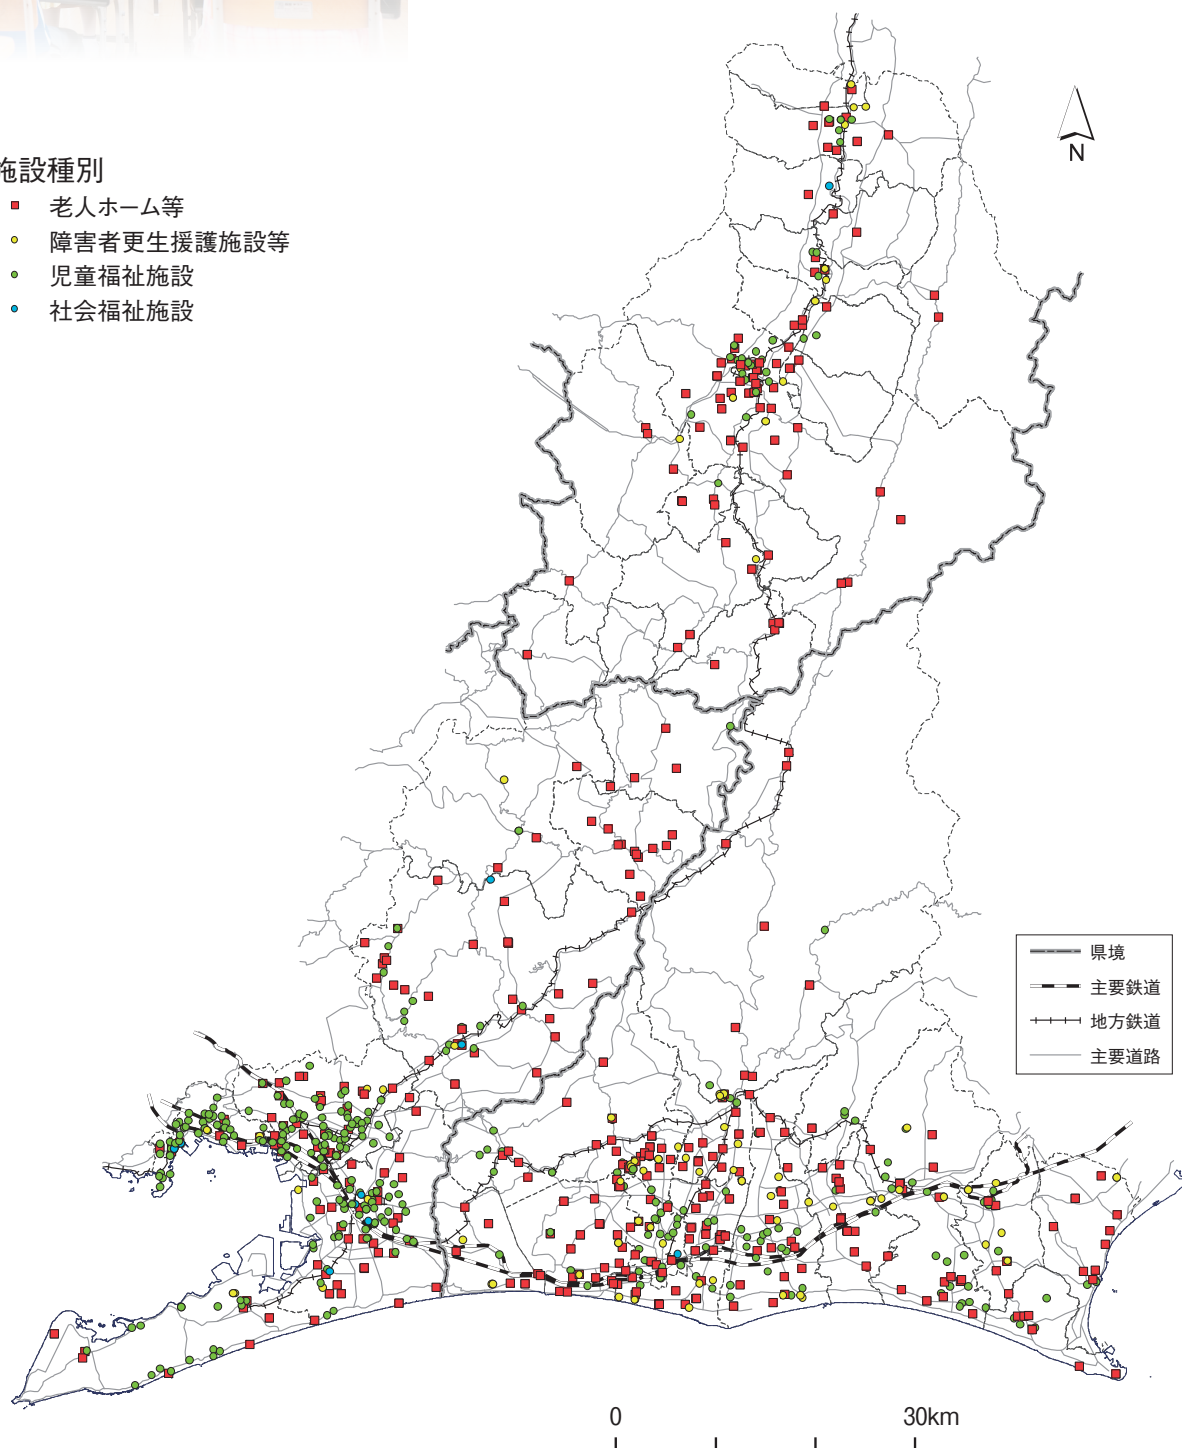 N
施設種別
老人ホーム等
障害者更生援護施設等
児童福祉施設
社会福祉施設
県境
主要鉄道
地方鉄道
主要道路
0 30km